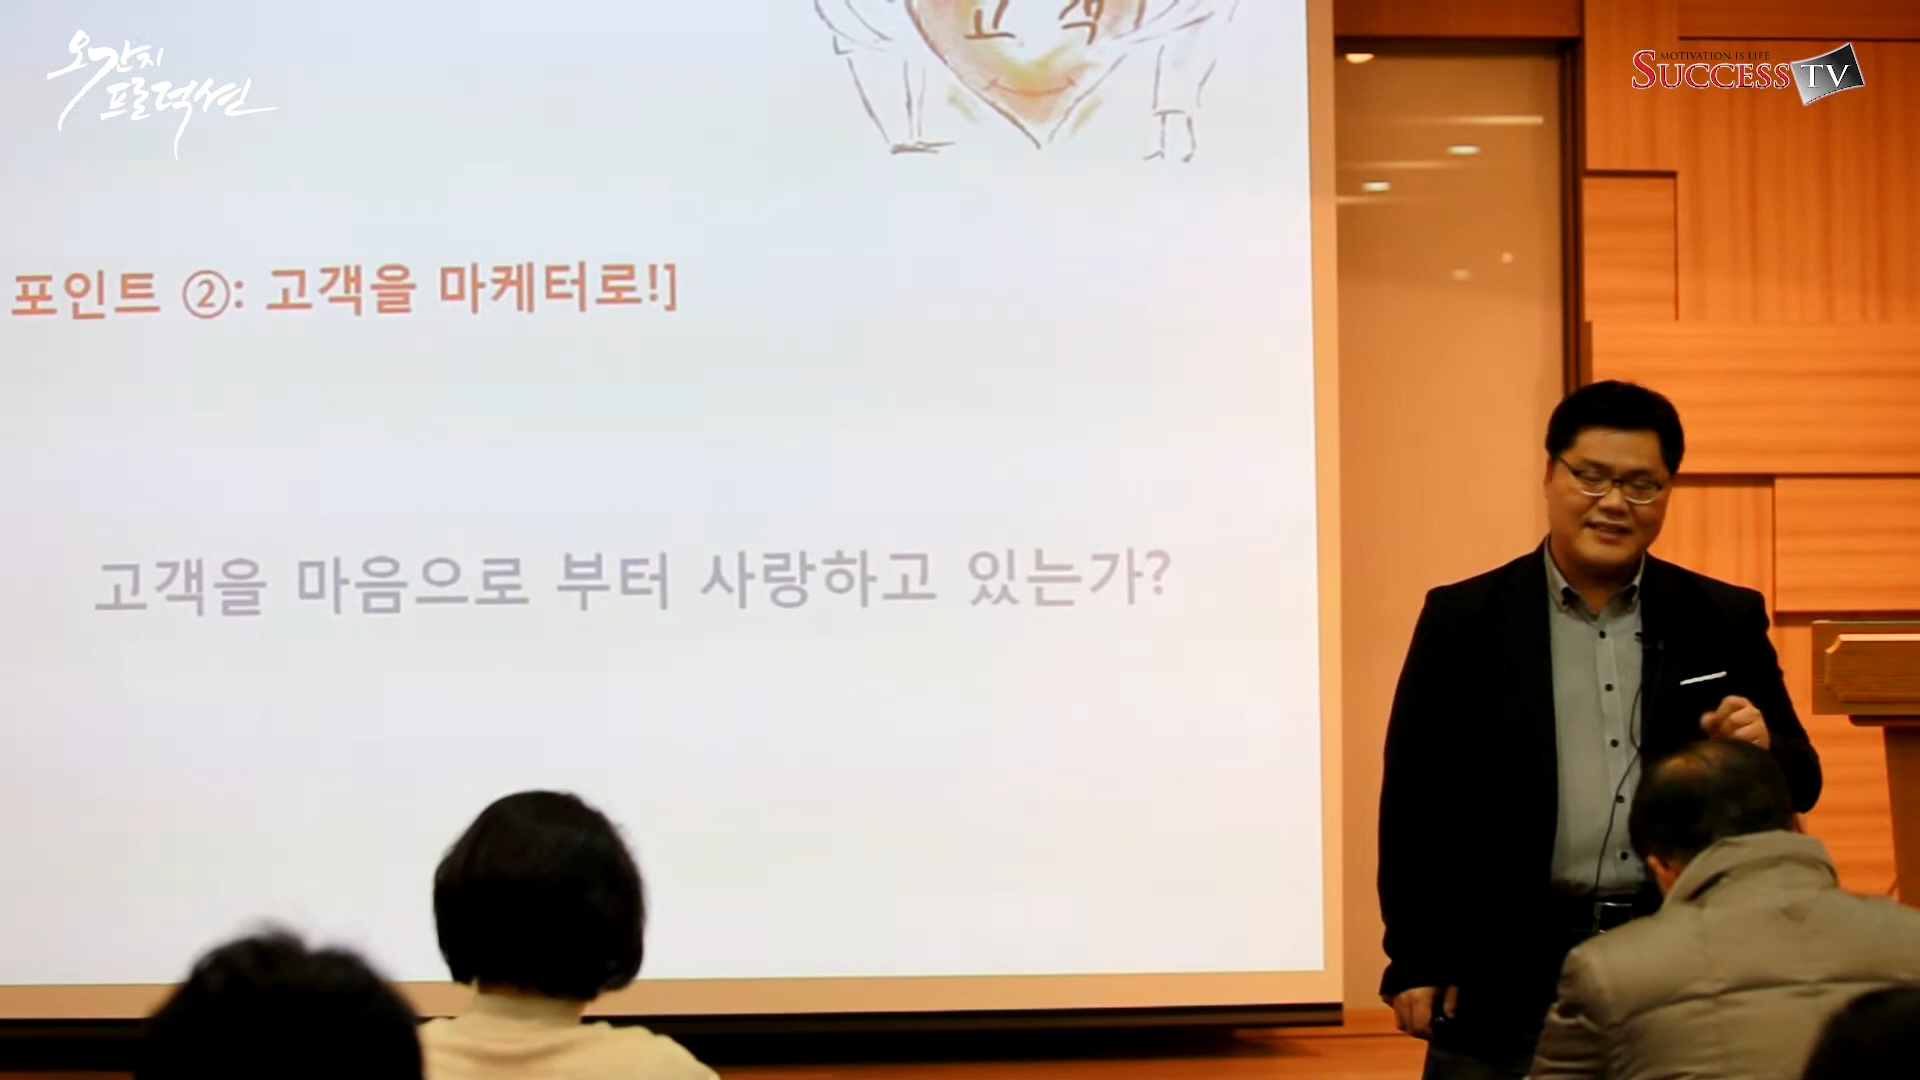 오간지
프로덕션
MOTIVATION IS LIFE
SUCCESS TV
고객
포인트 ②: 고객을 마케터로!]
고객을 마음으로 부터 사랑하고 있는가?